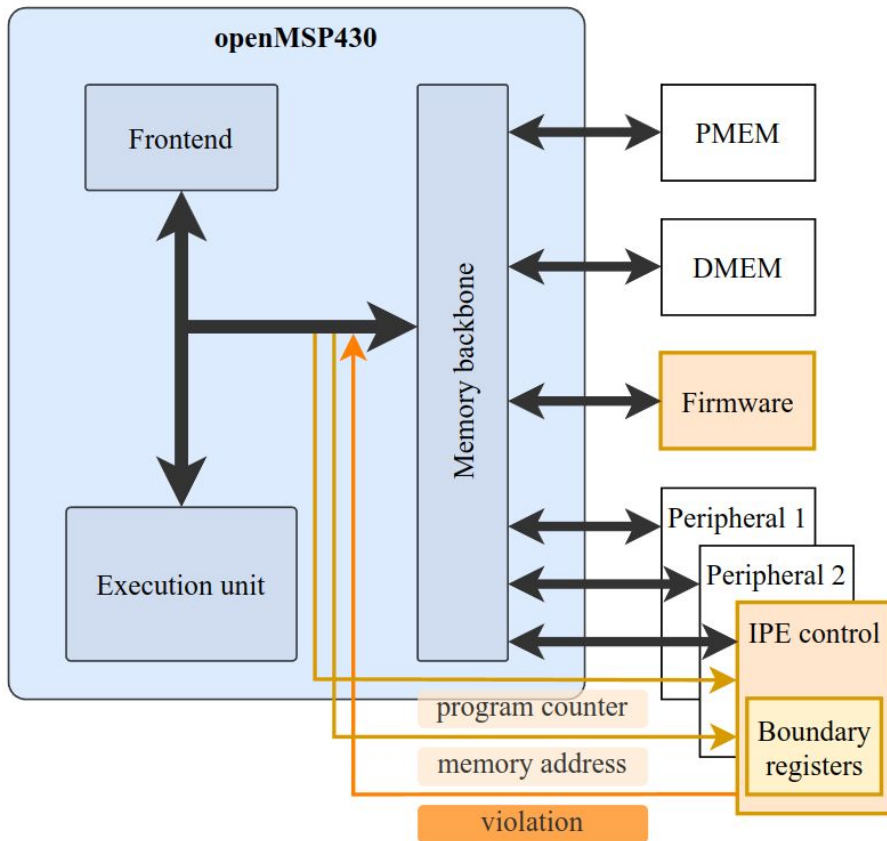 openMSP430
Frontend
PMEM
DMEM
Memory backbone
Firmware
Execution unit
Peripheral 1
Peripheral 2
IPE control
Boundary
registers
program counter
memory address
violation